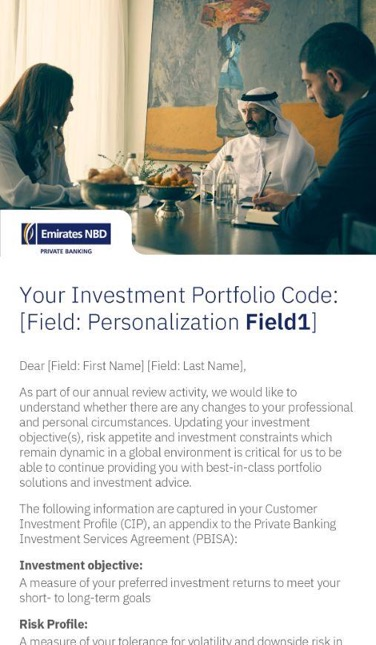 Emirates NBD
PRIVATE BANKING
Your Investment Portfolio Code:
[Field: Personalization Field1]
Dear [Field: First Name] [Field: Last Name],
As part of our annual review activity, we would like to
understand whether there are any changes to your professional
and personal circumstances. Updating your investment
objective(s), risk appetite and investment constraints which
remain dynamic in a global environment is critical for us to be
able to continue providing you with best-in-class portfolio
solutions and investment advice.
The following information are captured in your Customer
Investment Profile (CIP), an appendix to the Private Banking
Investment Services Agreement (PBISA):
Investment objective:
A measure of your preferred investment returns to meet your
short- to long-term goals
Risk Profile:
A measure of your tolerance for volatility and downside risk in